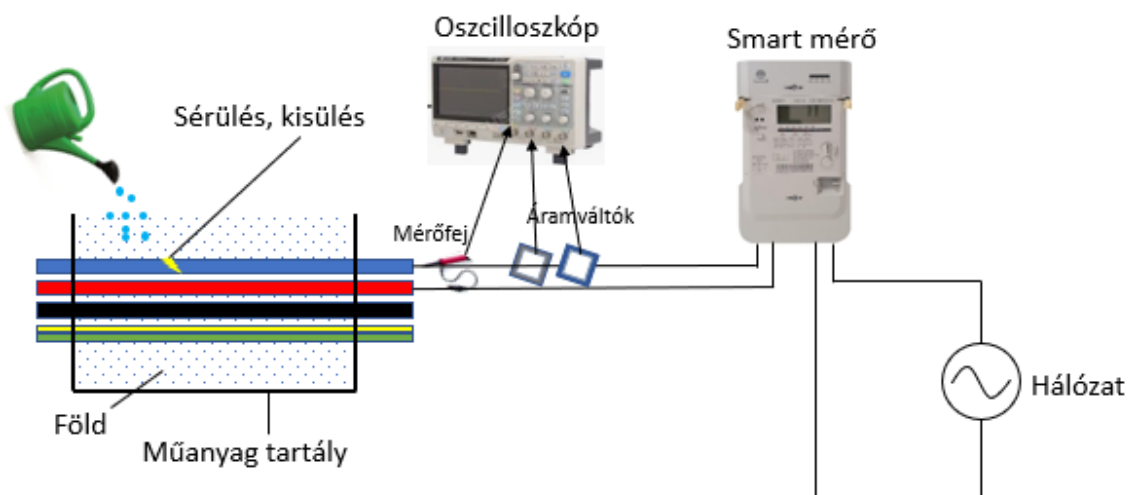 Oszcilloszkóp
Smart mérő
Sérülés, kisülés
Áramváltók
Mérőfej
Hálózat
Föld
Műanyag tartály